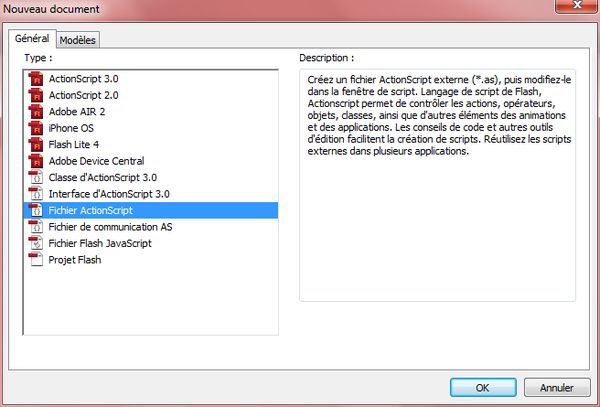 Nouveau document
Général Modèles
Type :
ActionScript 3.0
ActionScript 2.0
Adobe AIR 2
iPhone OS
Flash Lite 4
Adobe Device Central
Classe d'ActionScript 3.0
Interface d'ActionScript 3.0
Fichier ActionScript
Fichier de communication AS
Fichier Flash JavaScript
Projet Flash
Description :
Créez un fichier ActionScript externe (*.as), puis modifiez-le
dans la fenêtre de script. Langage de script de Flash,
Actionscript permet de contrôler les actions, opérateurs,
objets, classes, ainsi que d'autres éléments des animations
et des applications. Les conseils de code et autres outils
d'édition facilitent la création de scripts. Réutilisez les scripts
externes dans plusieurs applications.
OK Annuler